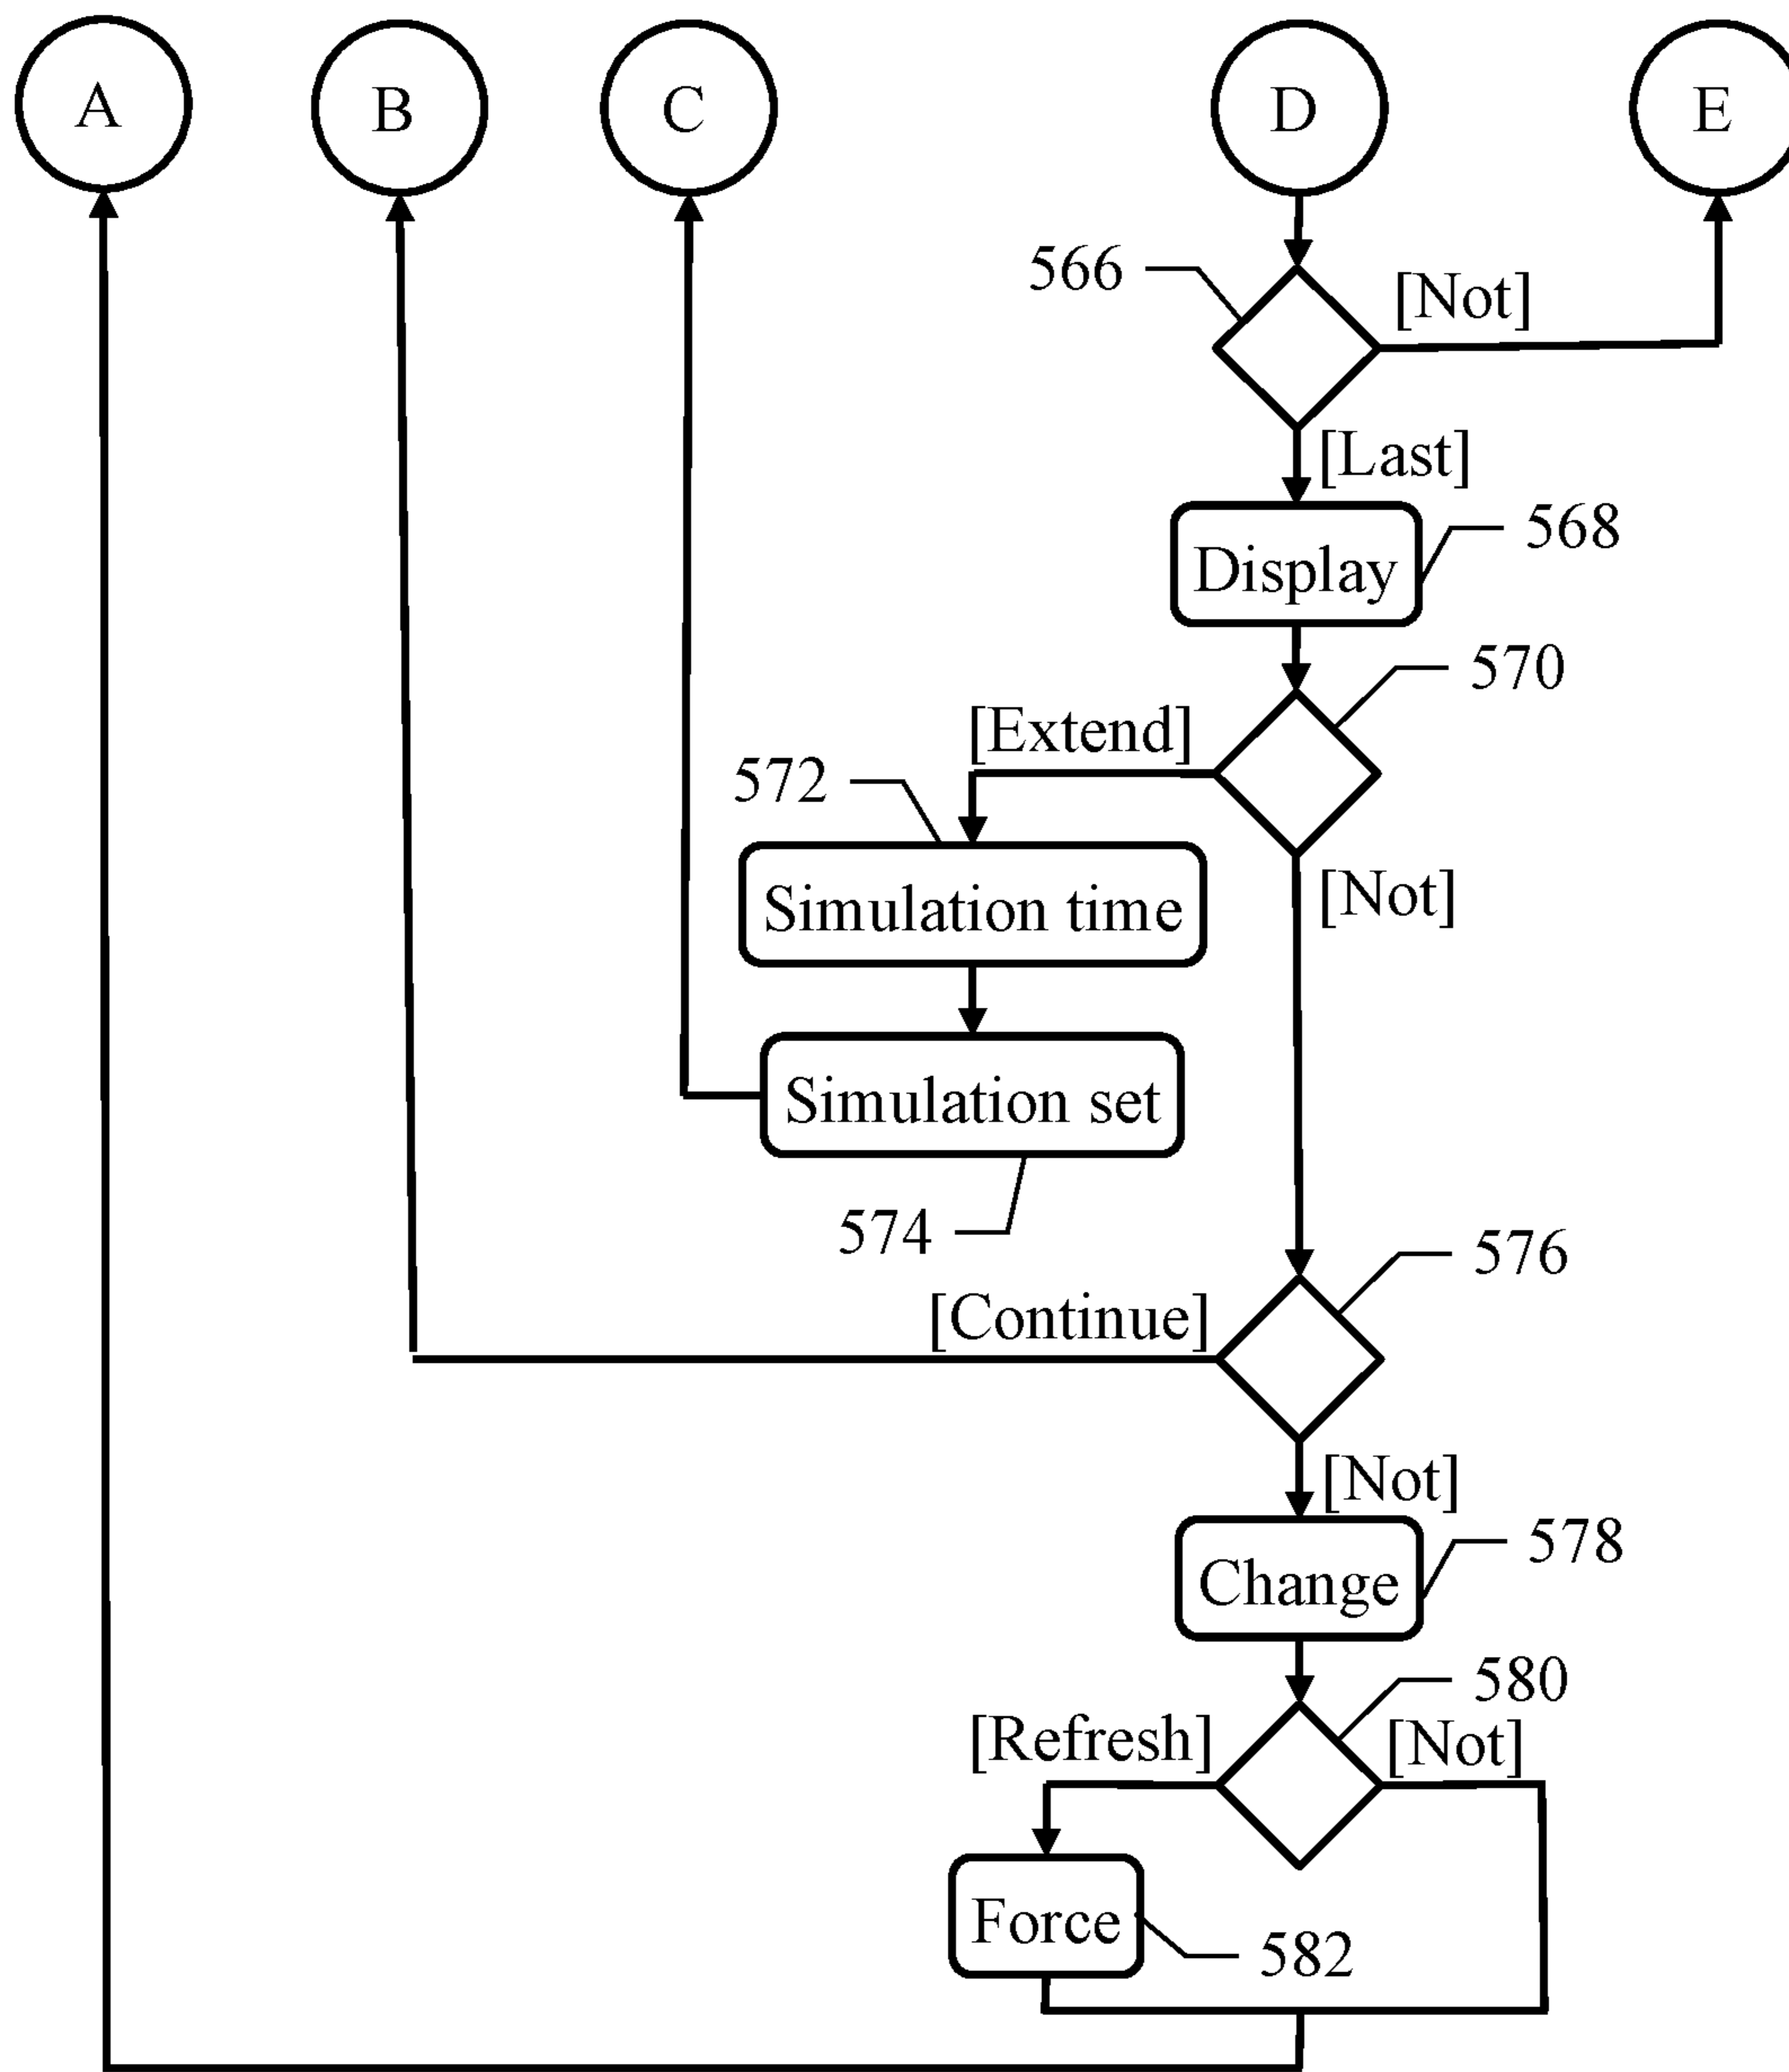 A
B
C
D
E
566
[Not]
[Last]
Display
568
570
[Extend]
572
[Not]
Simulation time
Simulation set
574
576
[Continue]
[Not]
Change
578
580
[Refresh]
[Not]
Force
582